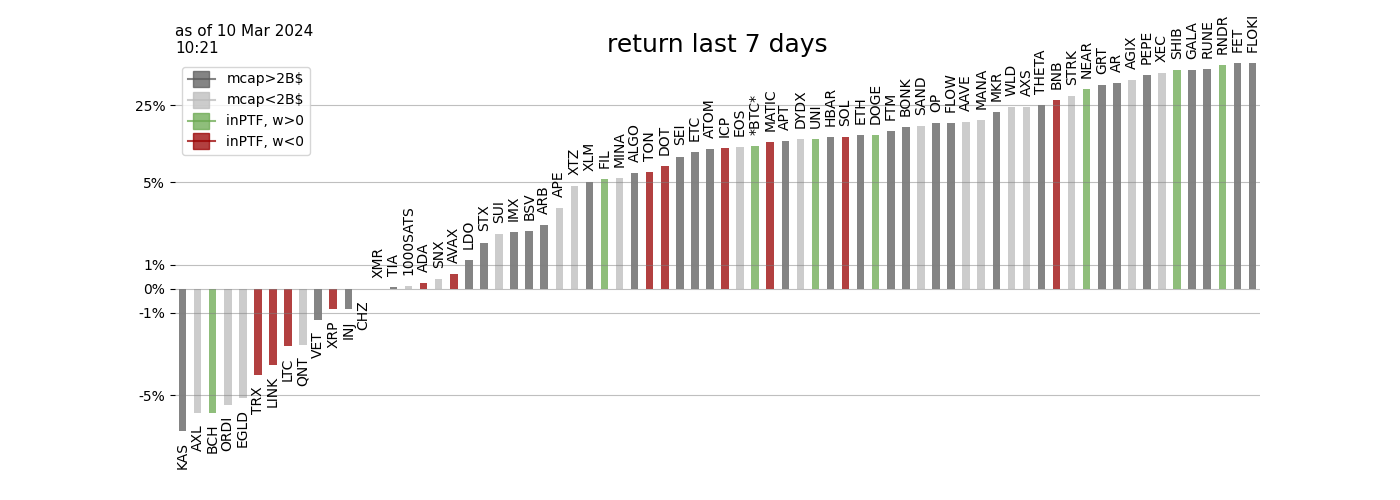 as of 10 Mar 2024
10:21
return last 7 days
mcap>2B$
mcap<2B$
inPTF, w>0
inPTF, w<0
25%
5%
1%
0%
-1%
-5%
KAS
AXL
BCH
ORDI
EGLD
TRX
LINK
LTC
QNT
VET
XRP
INJ
CHZ
XMR
TIA
1000SATS
ADA
SNX
AVAX
LDO
STX
SUI
IMX
BSV
ARB
APE
XTZ
XLM
FIL
MINA
ALGO
TON
DOT
SEI
ETC
ATOM
ICP
EOS
*BTC*
MATIC
APT
DYDX
UNI
HBAR
SOL
ETH
DOGE
FTM
BONK
SAND
OP
FLOW
AAVE
MANA
MKR
WLD
AXS
THETA
BNB
STRK
NEAR
GRT
AR
AGIX
PEPE
XEC
SHIB
GALA
RUNE
RNDR
FET
FLOKI